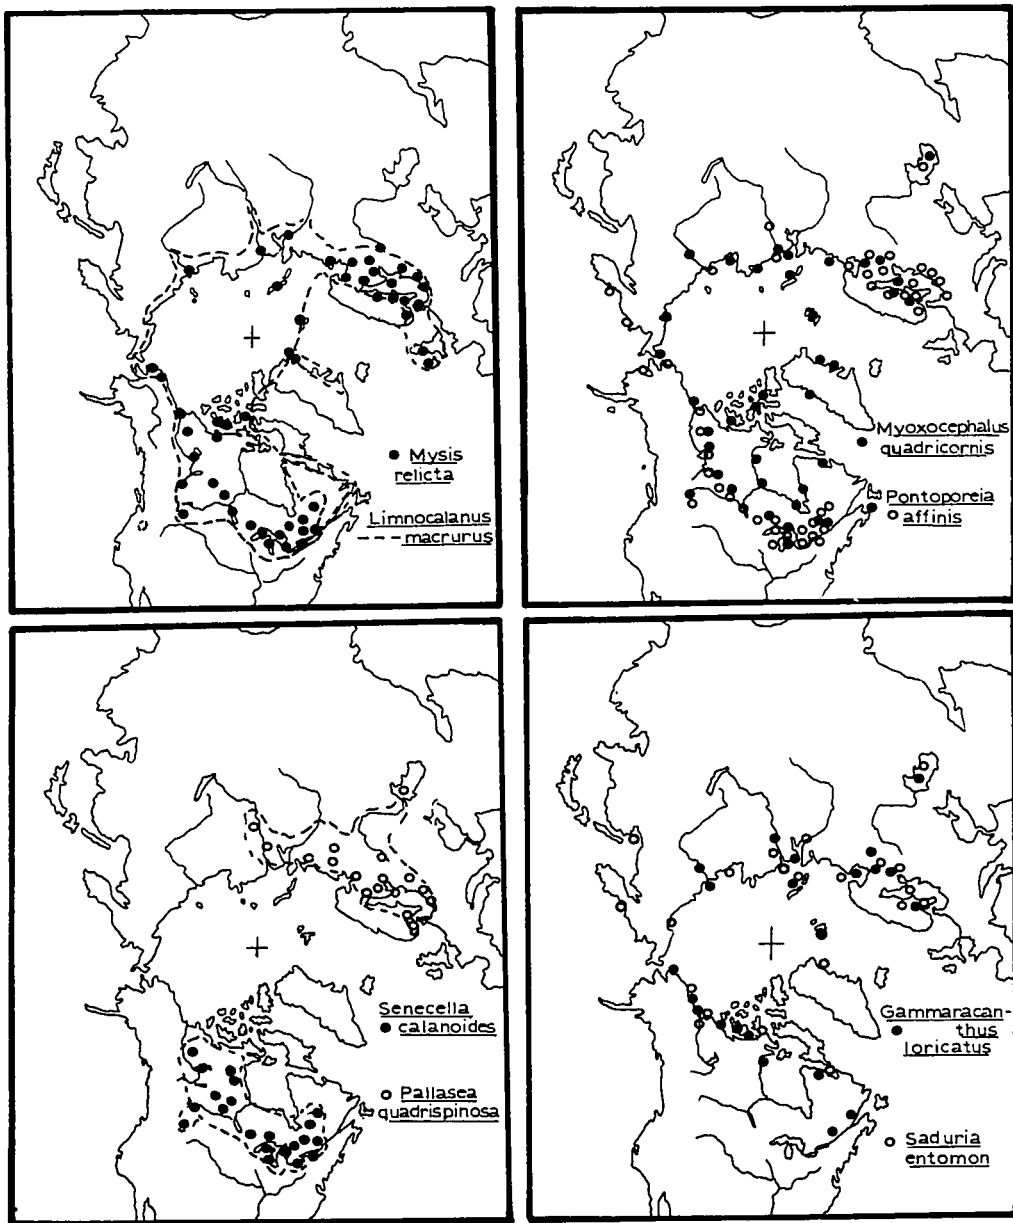 Mysis
relicta
Limnocalanus
macrurus
Myoxocephalus
quadricornis
Pontoporeia
affinis
Senecella
calanoides
Pallasea
quadrispinosa
Gammaracan-
thus
loricatus
Saduria
entomon